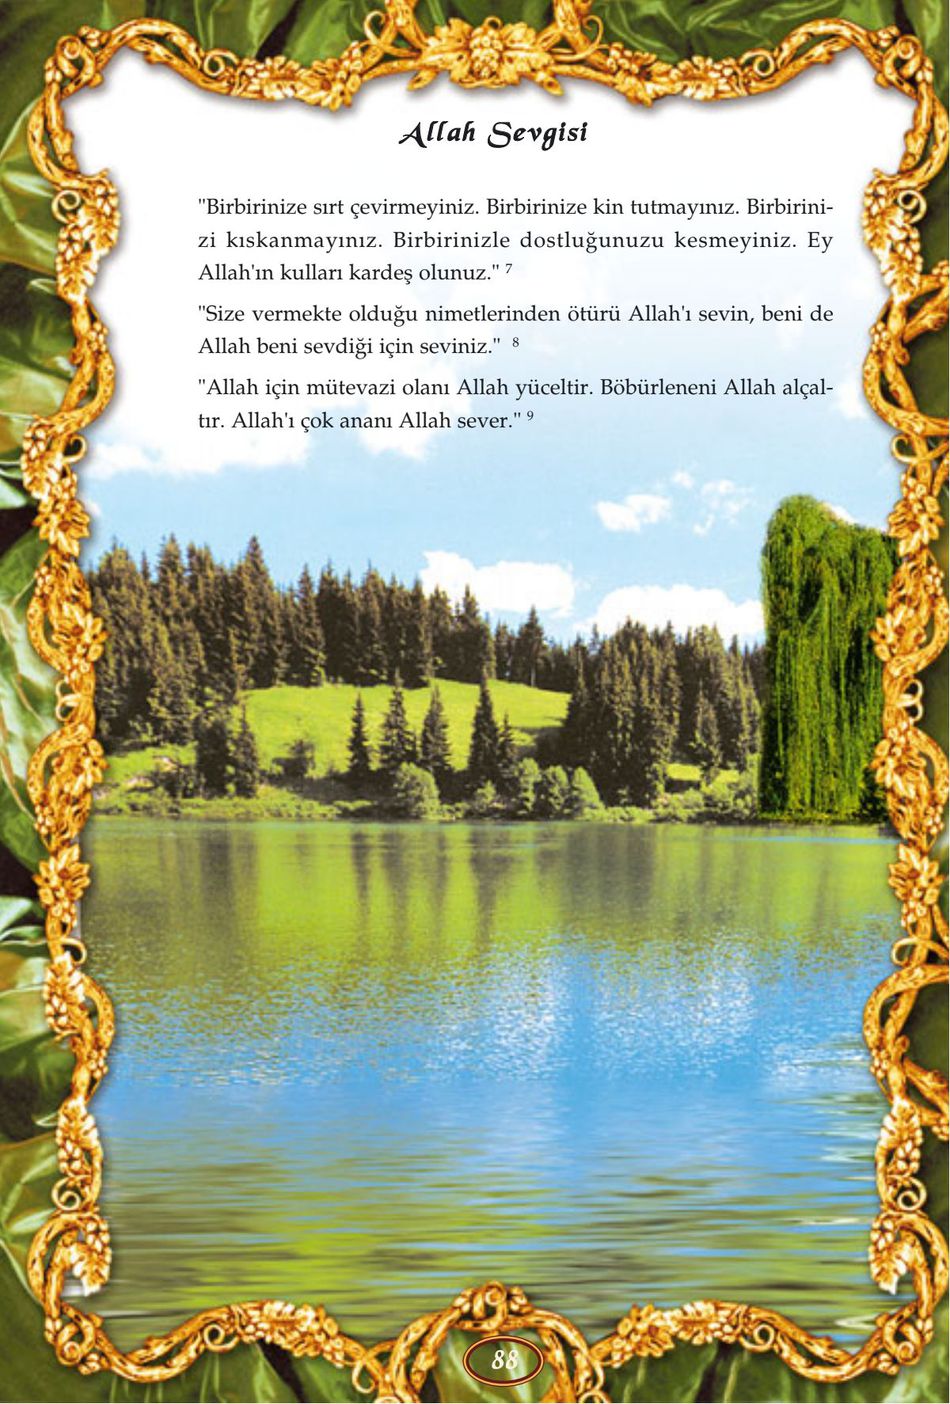 Allah Sevgisi
"Birbirinize sırt çevirmeyiniz. Birbirinize kin tutmayınız. Birbirini-
zi kıskanmayınız. Birbirinizle dostluğunuzu kesmeyiniz. Ey
Allah'ın kulları kardeş olunuz." 7
"Size vermekte olduğu nimetlerinden ötürü Allah'ı sevin, beni de
Allah beni sevdiği için seviniz." 8
"Allah için mütevazi olanı Allah yüceltir. Böbürleneni Allah alçal-
tır. Allah'ı çok ananı Allah sever." 9
88